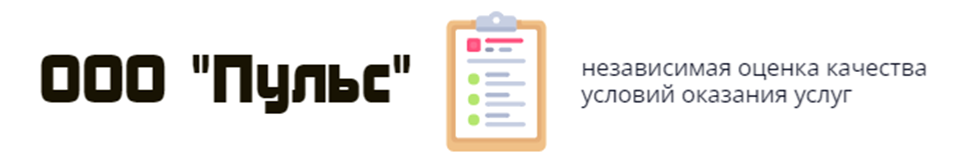 ООО "Пульс"
независимая оценка качества
условий оказания услуг